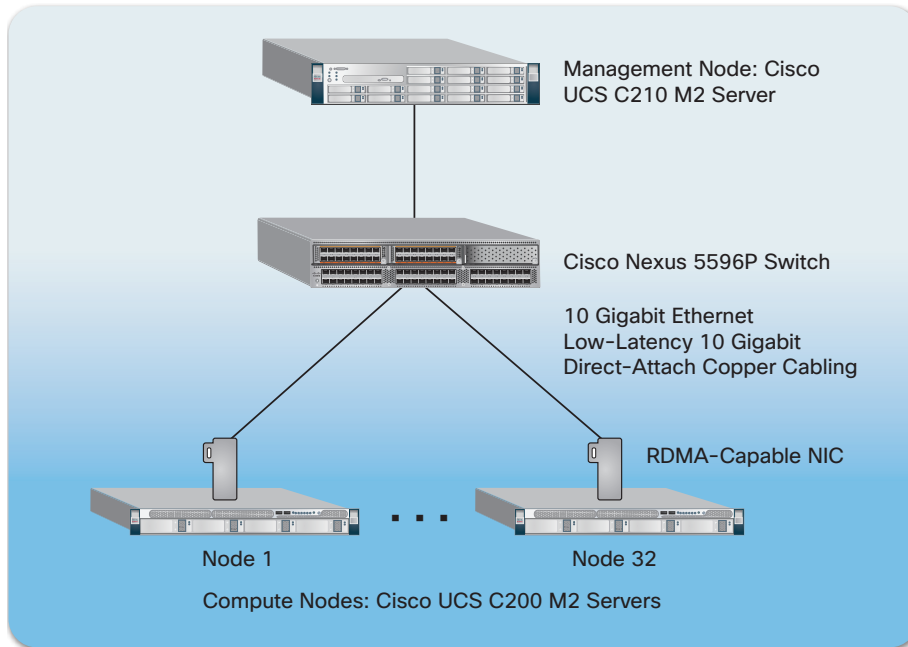 Management Node: Cisco
UCS C210 M2 Server
Cisco Nexus 5596P Switch
10 Gigabit Ethernet
Low-Latency 10 Gigabit
Direct-Attach Copper Cabling
RDMA-Capable NIC
Node 1
Node 32
Compute Nodes: Cisco UCS C200 M2 Servers